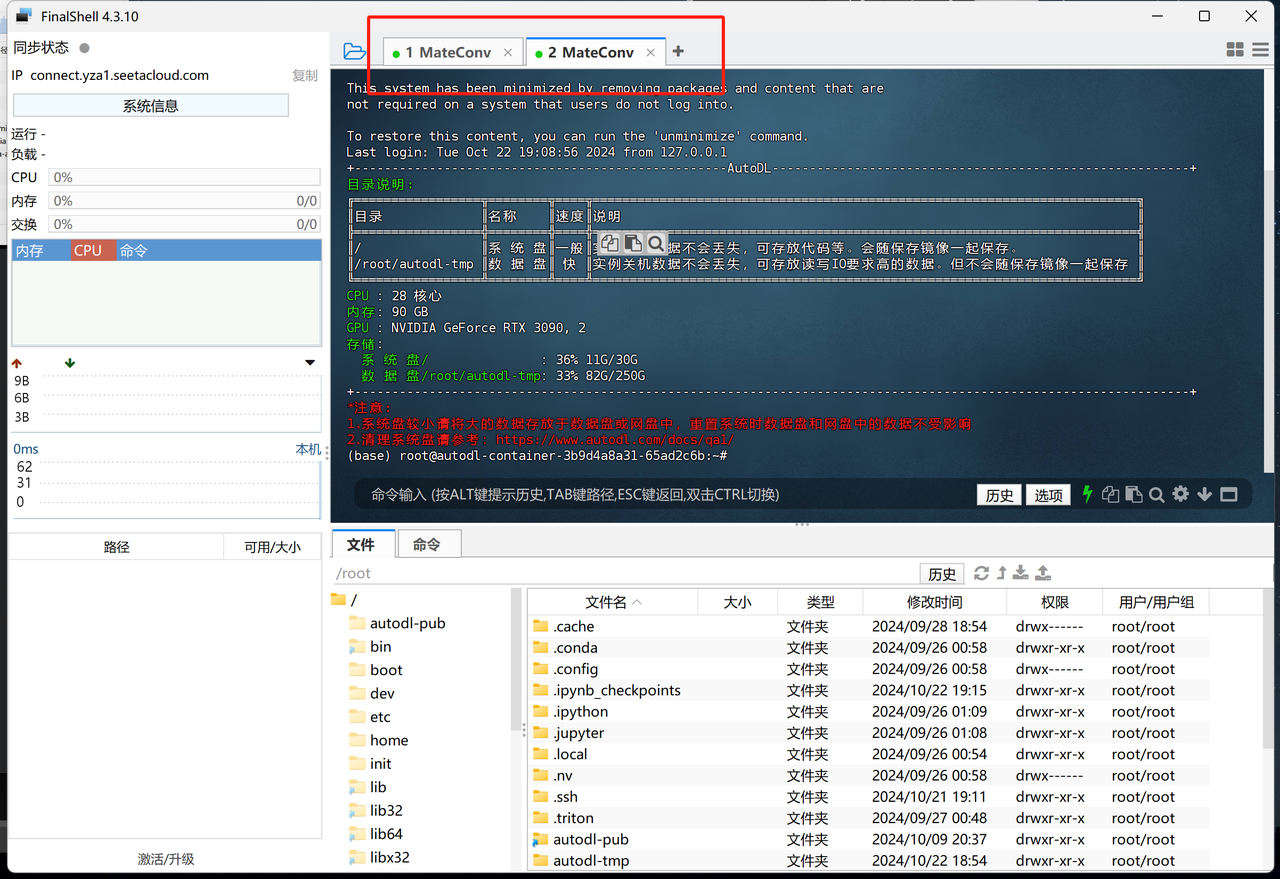 FinalShell 4.3.10
同步状态
IP connect.yza1.seetacloud.com 复制
系统信息
运行 -
负载 -
CPU 0%
内存 0% 0/0
交换 0% 0/0
内存 CPU 命令
9B
6B
3B
0ms 本机
62
31
0
路径 可用/大小
激活/升级
1 MateConv × 2 MateConv × +
This system has been minimized by removing packages and content that are
not required on a system that users do not log into.
To restore this content, you can run the 'unminimize' command.
Last login: Tue Oct 22 19:08:56 2024 from 127.0.0.1
+--------------------------------------------------AutoDL--------------------------------------------------------+
目录说明:
目录 名称 速度 说明
/ 系 统 盘 一般 实 据不会丢失，可存放代码等。会随保存镜像一起保存。
/root/autodl-tmp 数 据 盘 快 实例关机数据不会丢失，可存放读写IO要求高的数据。但不会随保存镜像一起保存
CPU : 28 核心
内存: 90 GB
GPU : NVIDIA GeForce RTX 3090, 2
存储:
系 统 盘/ : 36% 11G/30G
数 据 盘/root/autodl-tmp: 33% 82G/250G
+----------------------------------------------------------------------------------------------------------------+
*注意:
1.系统盘较小请将大的数据存放于数据盘或网盘中，重置系统时数据盘和网盘中的数据不受影响
2.清理系统盘请参考：https://www.autodl.com/docs/qa1/
(base) root@autodl-container-3b9d4a8a31-65ad2c6b:~#
命令输入 (按ALT键提示历史,TAB键路径,ESC键返回,双击CTRL切换) 历史 选项
文件 命令
/root 历史
/
autodl-pub
bin
boot
dev
etc
home
init
lib
lib32
lib64
libx32
文件名 大小 类型 修改时间 权限 用户/用户组
.cache 文件夹 2024/09/28 18:54 drwx------ root/root
.conda 文件夹 2024/09/26 00:58 drwxr-xr-x root/root
.config 文件夹 2024/09/26 00:58 drwx------ root/root
.ipynb_checkpoints 文件夹 2024/10/22 19:15 drwxr-xr-x root/root
.ipython 文件夹 2024/09/26 01:09 drwxr-xr-x root/root
.jupyter 文件夹 2024/09/26 01:08 drwxr-xr-x root/root
.local 文件夹 2024/09/26 00:54 drwxr-xr-x root/root
.nv 文件夹 2024/09/26 00:58 drwx------ root/root
.ssh 文件夹 2024/10/21 19:11 drwxr-xr-x root/root
.triton 文件夹 2024/09/27 00:48 drwxr-xr-x root/root
autodl-pub 文件夹 2024/10/09 20:37 drwxr-xr-x root/root
autodl-tmp 文件夹 2024/10/22 18:54 drwxr-xr-x root/root